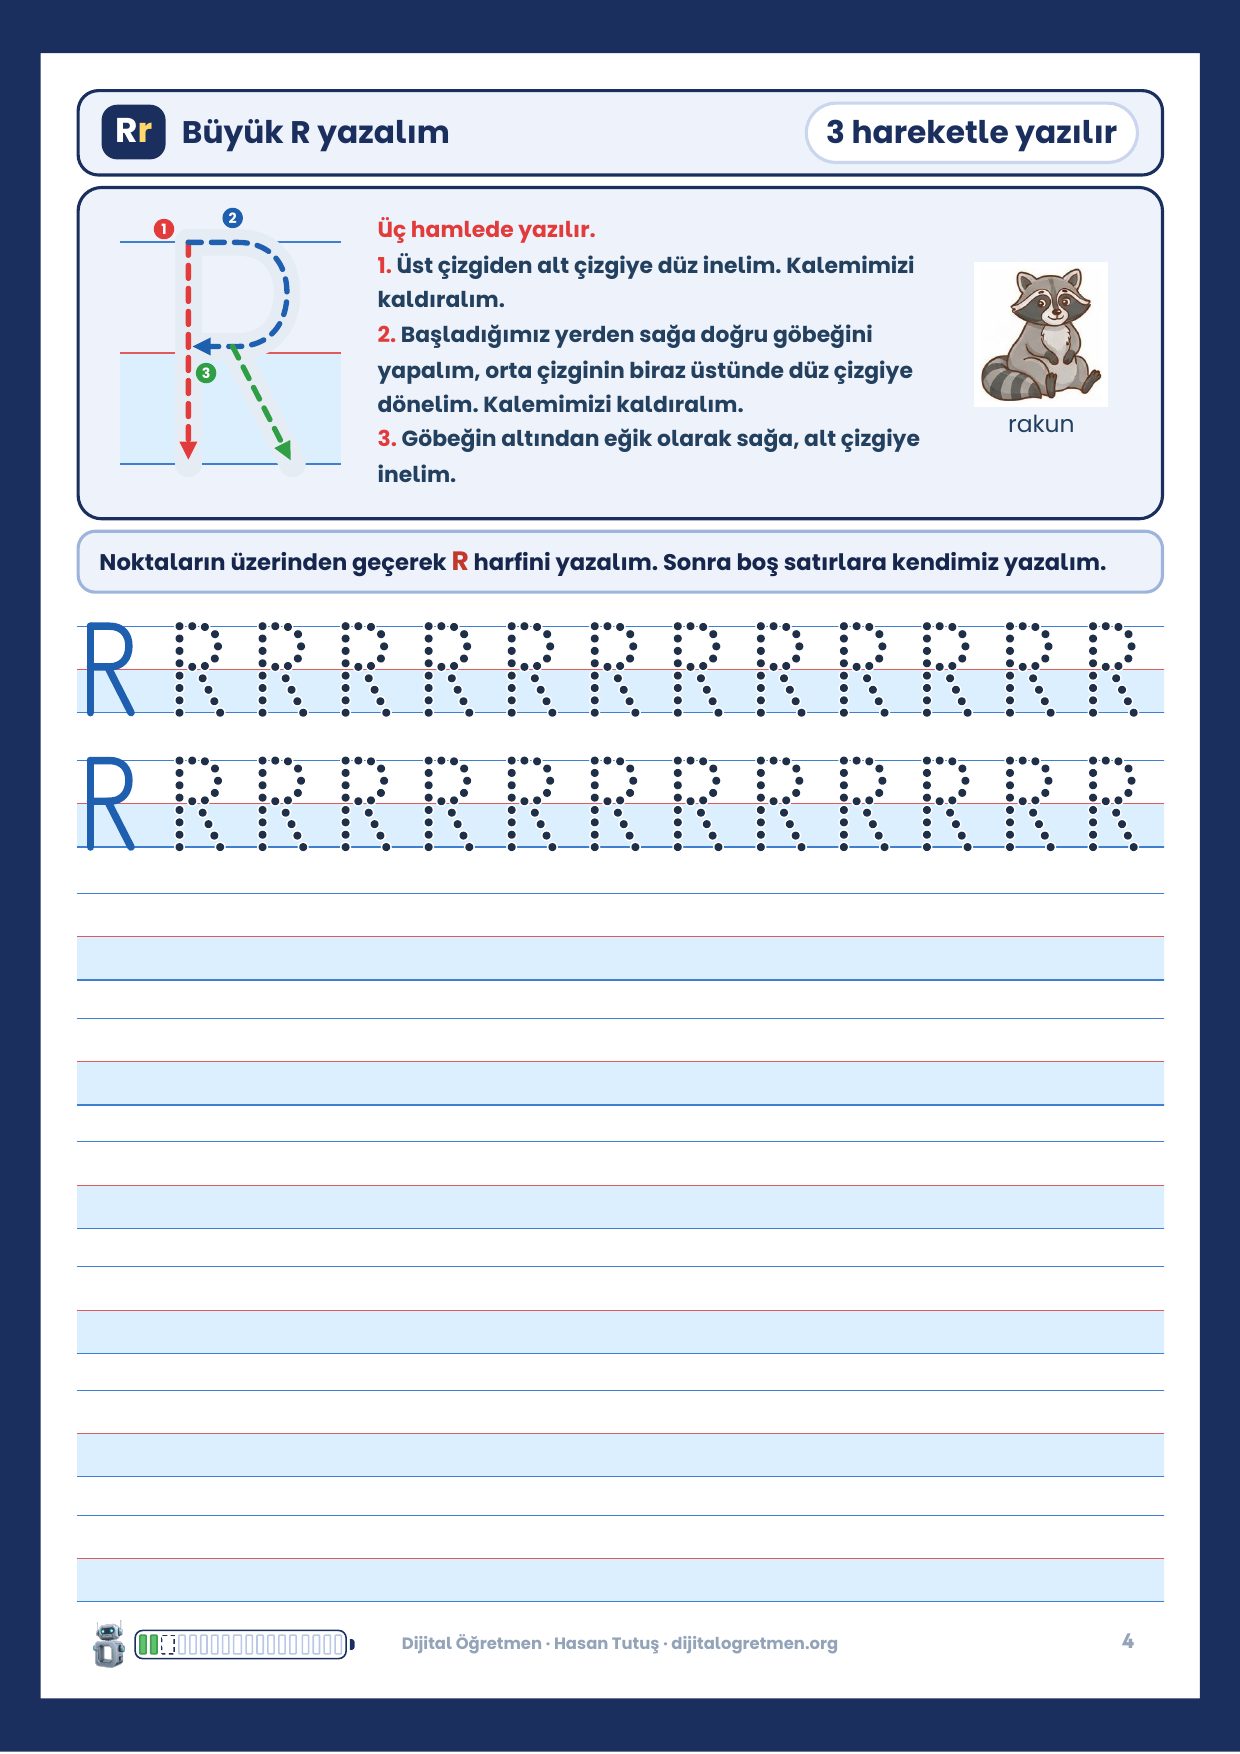 Rr Büyük R yazalım 3 hareketle yazılır
1 2 3
Üç hamlede yazılır.
1. Üst çizgiden alt çizgiye düz inelim. Kalemimizi
kaldıralım.
2. Başladığımız yerden sağa doğru göbeğini
yapalım, orta çizginin biraz üstünde düz çizgiye
dönelim. Kalemimizi kaldıralım.
3. Göbeğin altından eğik olarak sağa, alt çizgiye
inelim.
rakun
Noktaların üzerinden geçerek R harfini yazalım. Sonra boş satırlara kendimiz yazalım.
R R R R R R R R R R R R R
R R R R R R R R R R R R R
Dijital Öğretmen · Hasan Tutuş · dijitalogretmen.org 4